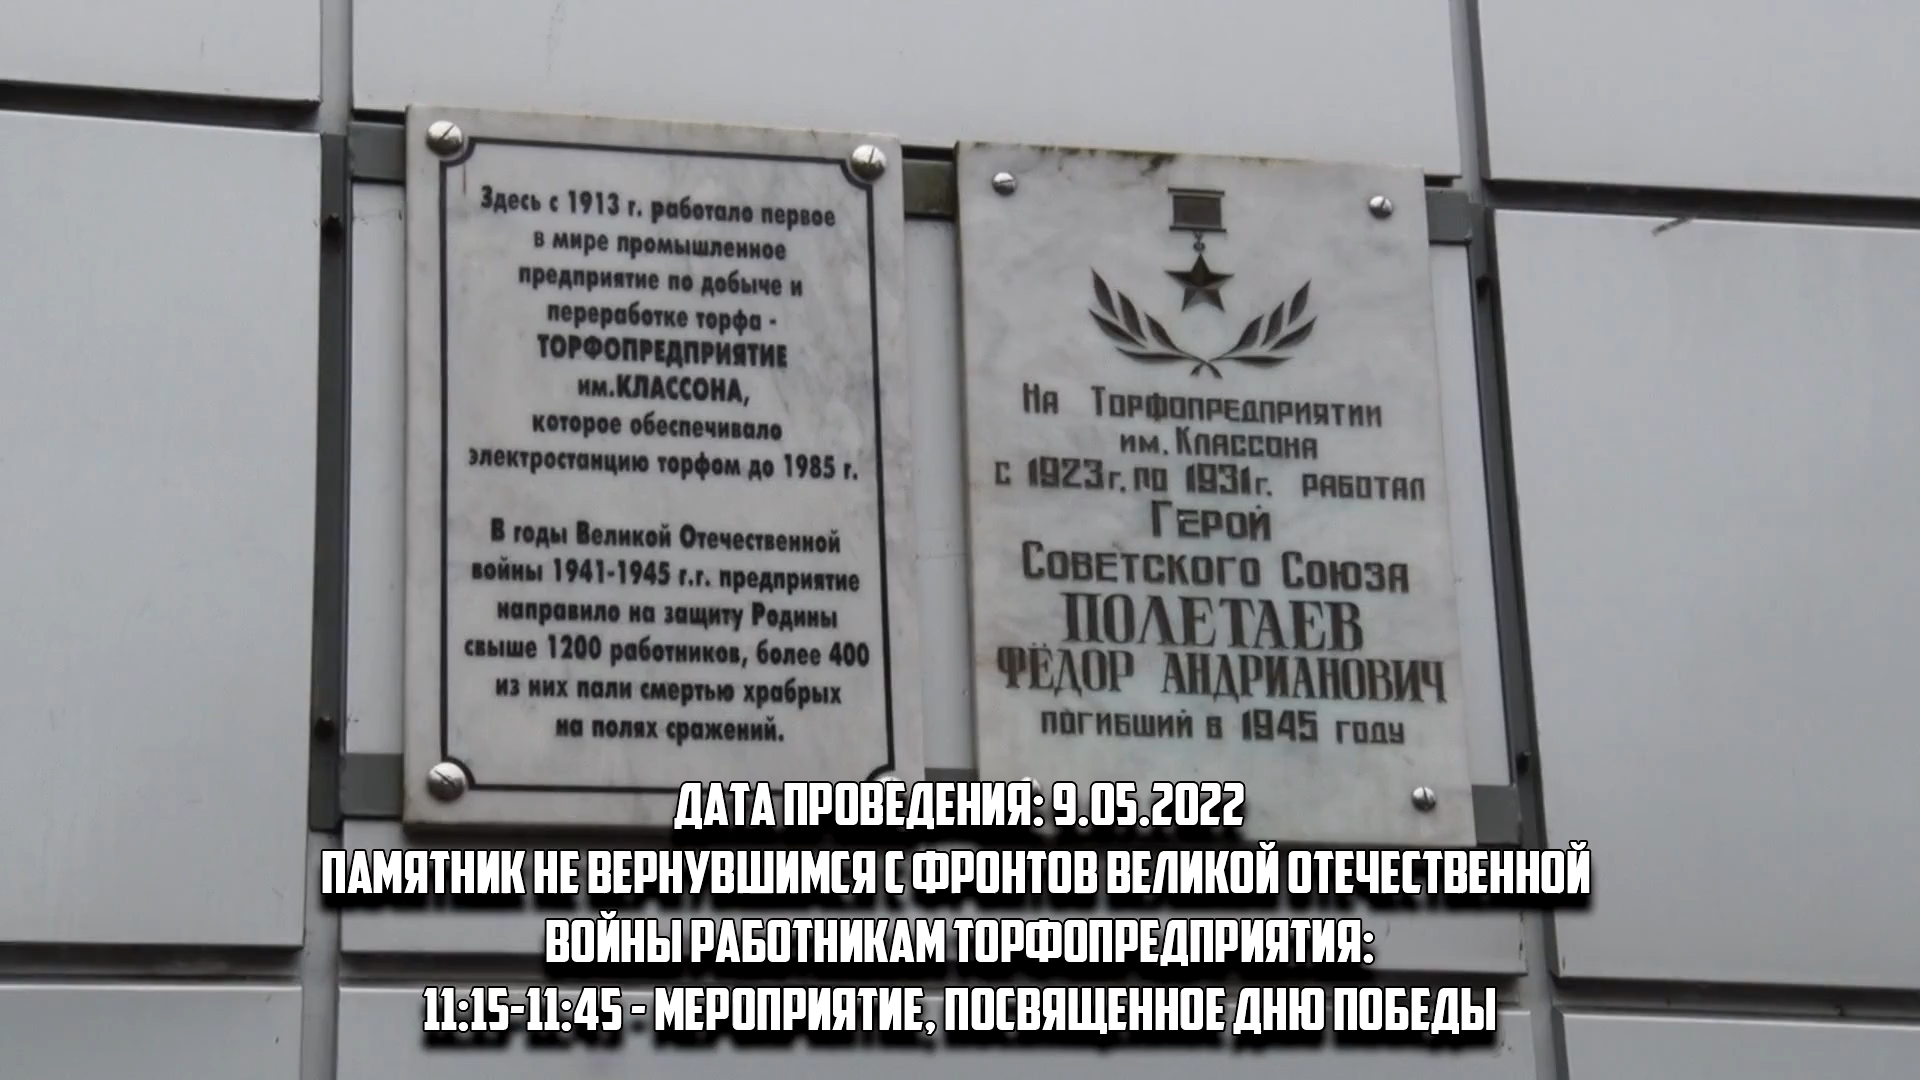 Здесь с 1913 г. работало первое
в мире промышленное
предприятие по добыче и
переработке торфа -
ТОРФОПРЕДПРИЯТИЕ
им.КЛАССОНА,
которое обеспечивало
электростанцию торфом до 1985 г.
В годы Великой Отечественной
войны 1941-1945 г.г. предприятие
направило на защиту Родины
свыше 1200 работников, более 400
из них пали смертью храбрых
на полях сражений.
На Торфопредприятии
им. Классона
с 1923г. по 1931г. работал
Герой
Советского Союза
ПОЛЕТАЕВ
ФЁДОР АНДРИАНОВИЧ
погибший в 1945 году
ДАТА ПРОВЕДЕНИЯ: 9.05.2022
ПАМЯТНИК НЕ ВЕРНУВШИМСЯ С ФРОНТОВ ВЕЛИКОЙ ОТЕЧЕСТВЕННОЙ
ВОЙНЫ РАБОТНИКАМ ТОРФОПРЕДПРИЯТИЯ:
11:15-11:45 - МЕРОПРИЯТИЕ, ПОСВЯЩЕННОЕ ДНЮ ПОБЕДЫ